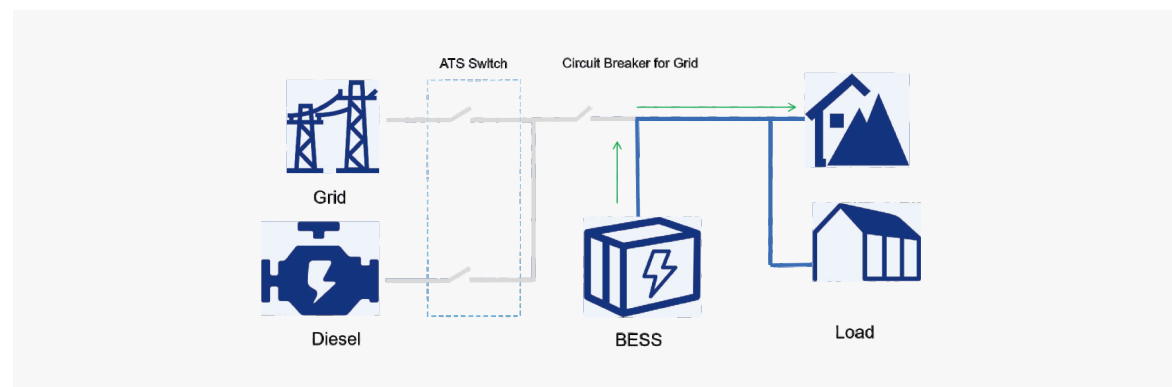 ATS Switch
Circuit Breaker for Grid
Grid
Diesel
BESS
Load